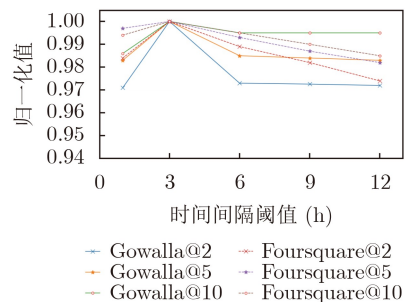 1.00
0.99
0.98
0.97
0.96
0.95
0.94
归一化值
0 3 6 9 12
时间间隔阈值 (h)
Gowalla@2 Foursquare@2
Gowalla@5 Foursquare@5
Gowalla@10 Foursquare@10